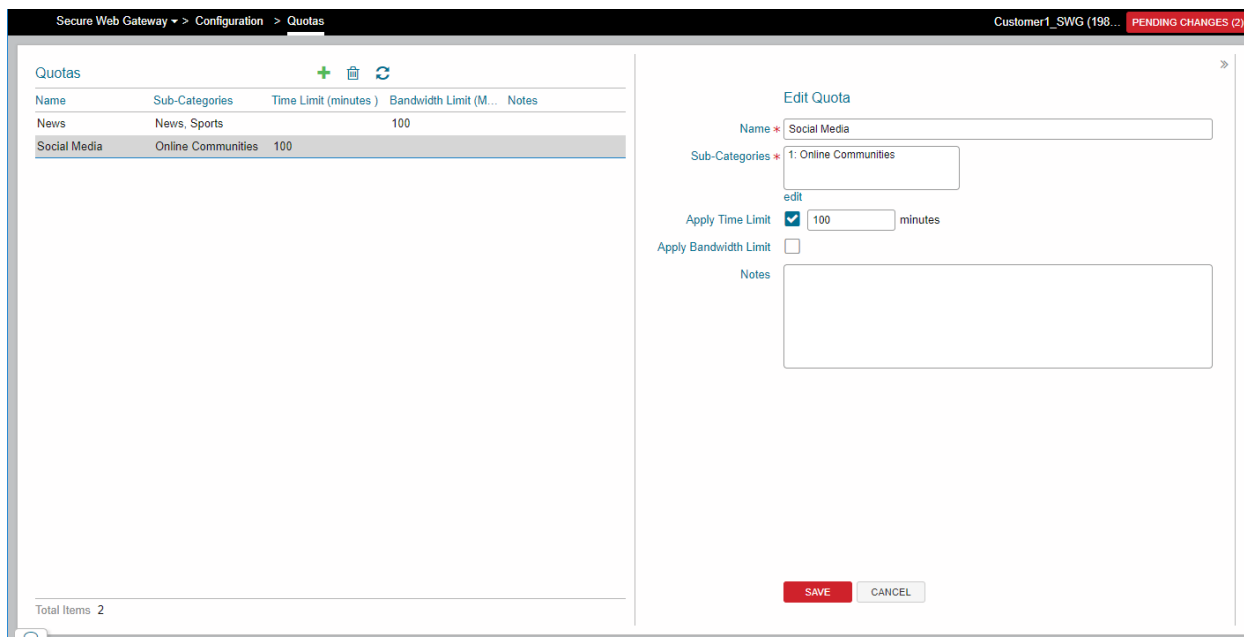 Secure Web Gateway > Configuration > Quotas
Customer1_SWG (198... PENDING CHANGES (2)
Quotas
Name Sub-Categories Time Limit (minutes ) Bandwidth Limit (M... Notes
News News, Sports 100
Social Media Online Communities 100
Total Items 2
»
Edit Quota
Name * Social Media
Sub-Categories * 1: Online Communities
edit
Apply Time Limit 100 minutes
Apply Bandwidth Limit
Notes
SAVE CANCEL